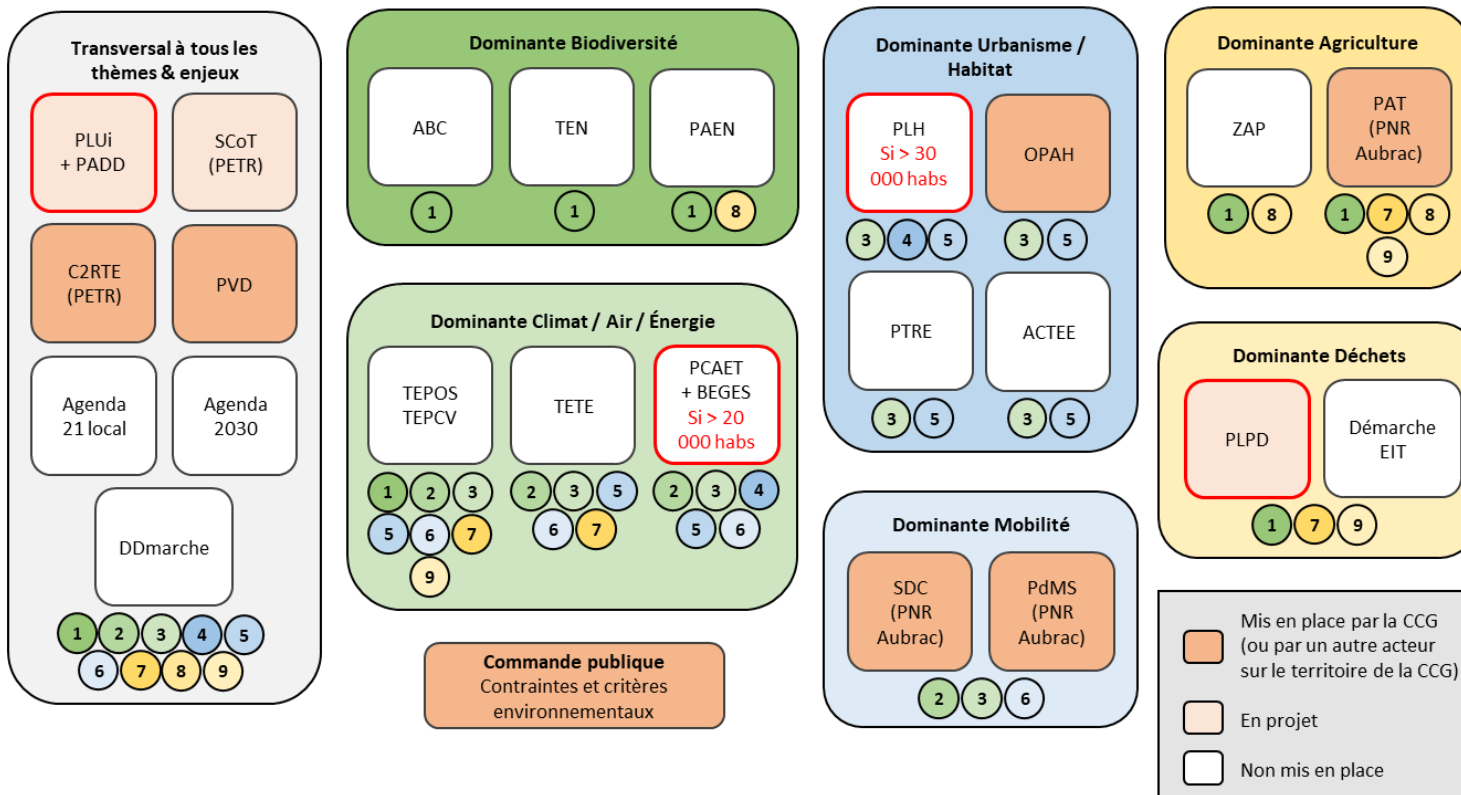 Transversal à tous les
thèmes & enjeux
PLUi
+ PADD
SCoT
(PETR)
C2RTE
(PETR)
PVD
Agenda
21 local
Agenda
2030
DDmarche
1 2 3 4 5
6 7 8 9
Dominante Biodiversité
ABC
TEN
PAEN
1
1
1 8
Dominante Climat / Air / Énergie
TEPOS
TEPCV
TETE
PCAET
+ BEGES
Si > 20
000 habs
1 2 3
5 6 7
9
2 3 5
6 7
2 3 4
5 6
Commande publique
Contraintes et critères
environnementaux
Dominante Urbanisme /
Habitat
PLH
Si > 30
000 habs
OPAH
3 4 5
3 5
PTRE
ACTEE
3 5
3 5
Dominante Mobilité
SDC
(PNR
Aubrac)
PdMS
(PNR
Aubrac)
2 3 6
Dominante Agriculture
ZAP
PAT
(PNR
Aubrac)
1 8
1 7 8
9
Dominante Déchets
PLPD
Démarche
EIT
1 7 9
Mis en place par la CCG
(ou par un autre acteur
sur le territoire de la CCG)
En projet
Non mis en place